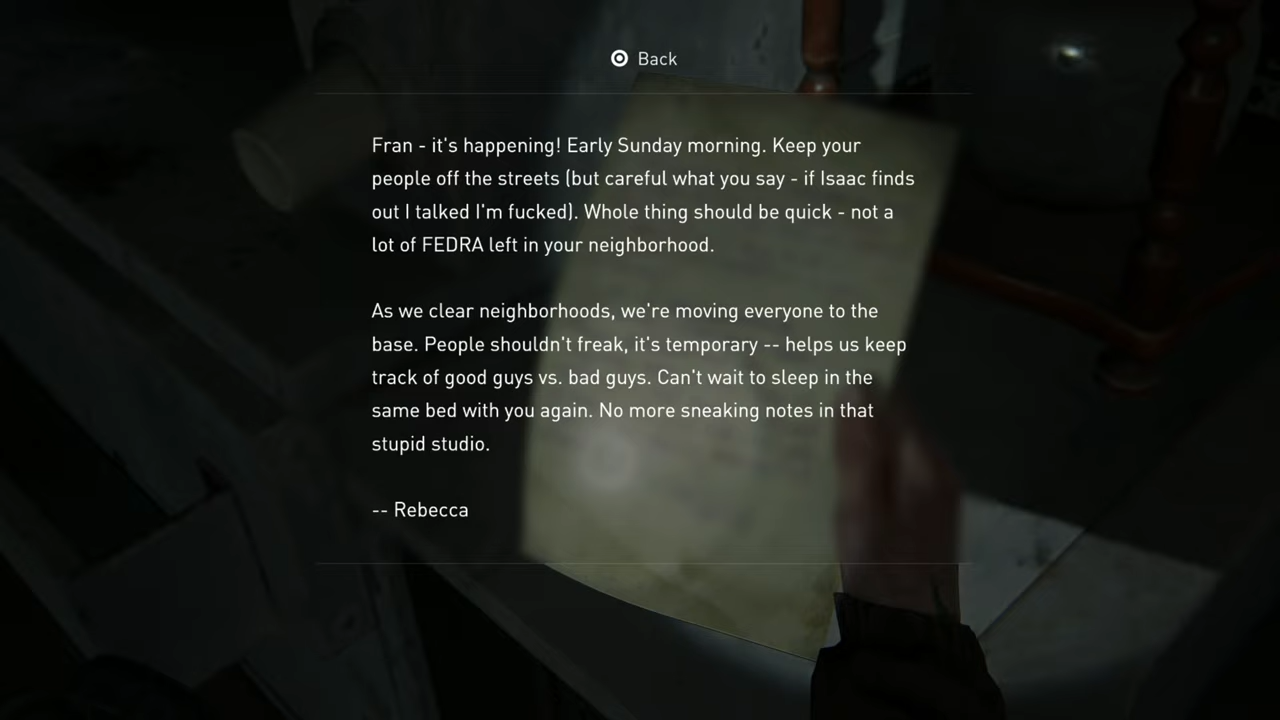 Back
Fran - it's happening! Early Sunday morning. Keep your
people off the streets (but careful what you say - if Isaac finds
out I talked I'm fucked). Whole thing should be quick - not a
lot of FEDRA left in your neighborhood.
As we clear neighborhoods, we're moving everyone to the
base. People shouldn't freak, it's temporary -- helps us keep
track of good guys vs. bad guys. Can't wait to sleep in the
same bed with you again. No more sneaking notes in that
stupid studio.
-- Rebecca